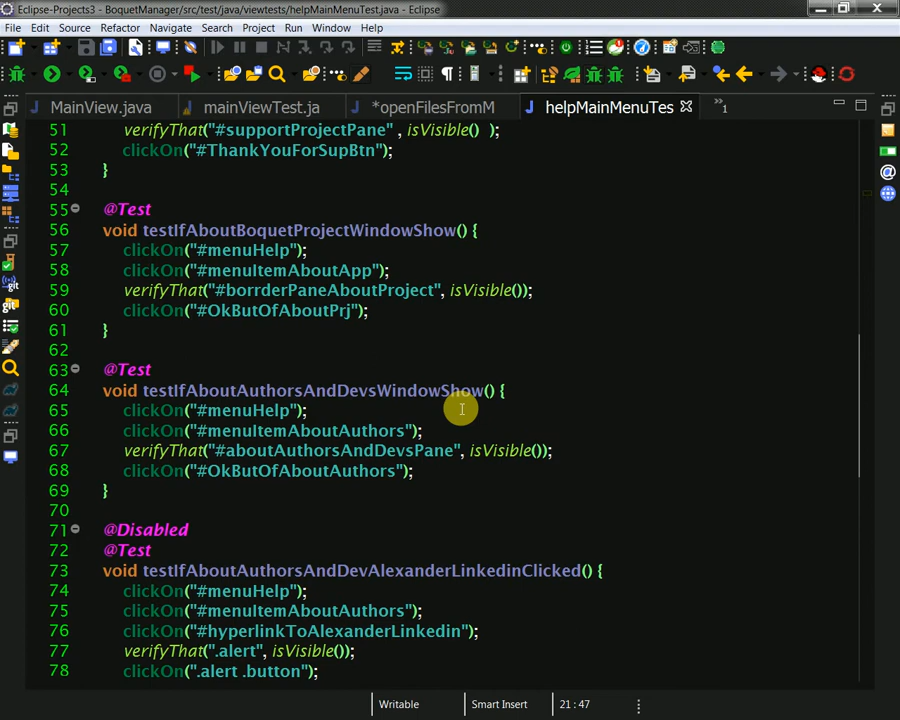 Eclipse-Projects3 - BoquetManager/src/test/java/viewtests/helpMainMenuTest.java - Eclipse
File Edit Source Refactor Navigate Search Project Run Window Help
MainView.java mainViewTest.ja *openFilesFromM helpMainMenuTes »1
51 verifyThat("#supportProjectPane" , isVisible() );
52 clickOn("#ThankYouForSupBtn");
53 }
54
55 @Test
56 void testIfAboutBoquetProjectWindowShow() {
57 clickOn("#menuHelp");
58 clickOn("#menuItemAboutApp");
59 verifyThat("#borrderPaneAboutProject", isVisible());
60 clickOn("#OkButOfAboutPrj");
61 }
62
63 @Test
64 void testIfAboutAuthorsAndDevsWindowShow() {
65 clickOn("#menuHelp");
66 clickOn("#menuItemAboutAuthors");
67 verifyThat("#aboutAuthorsAndDevsPane", isVisible());
68 clickOn("#OkButOfAboutAuthors");
69 }
70
71 @Disabled
72 @Test
73 void testIfAboutAuthorsAndDevAlexanderLinkedinClicked() {
74 clickOn("#menuHelp");
75 clickOn("#menuItemAboutAuthors");
76 clickOn("#hyperlinkToAlexanderLinkedin");
77 verifyThat(".alert", isVisible());
78 clickOn(".alert .button");
Writable Smart Insert 21 : 47